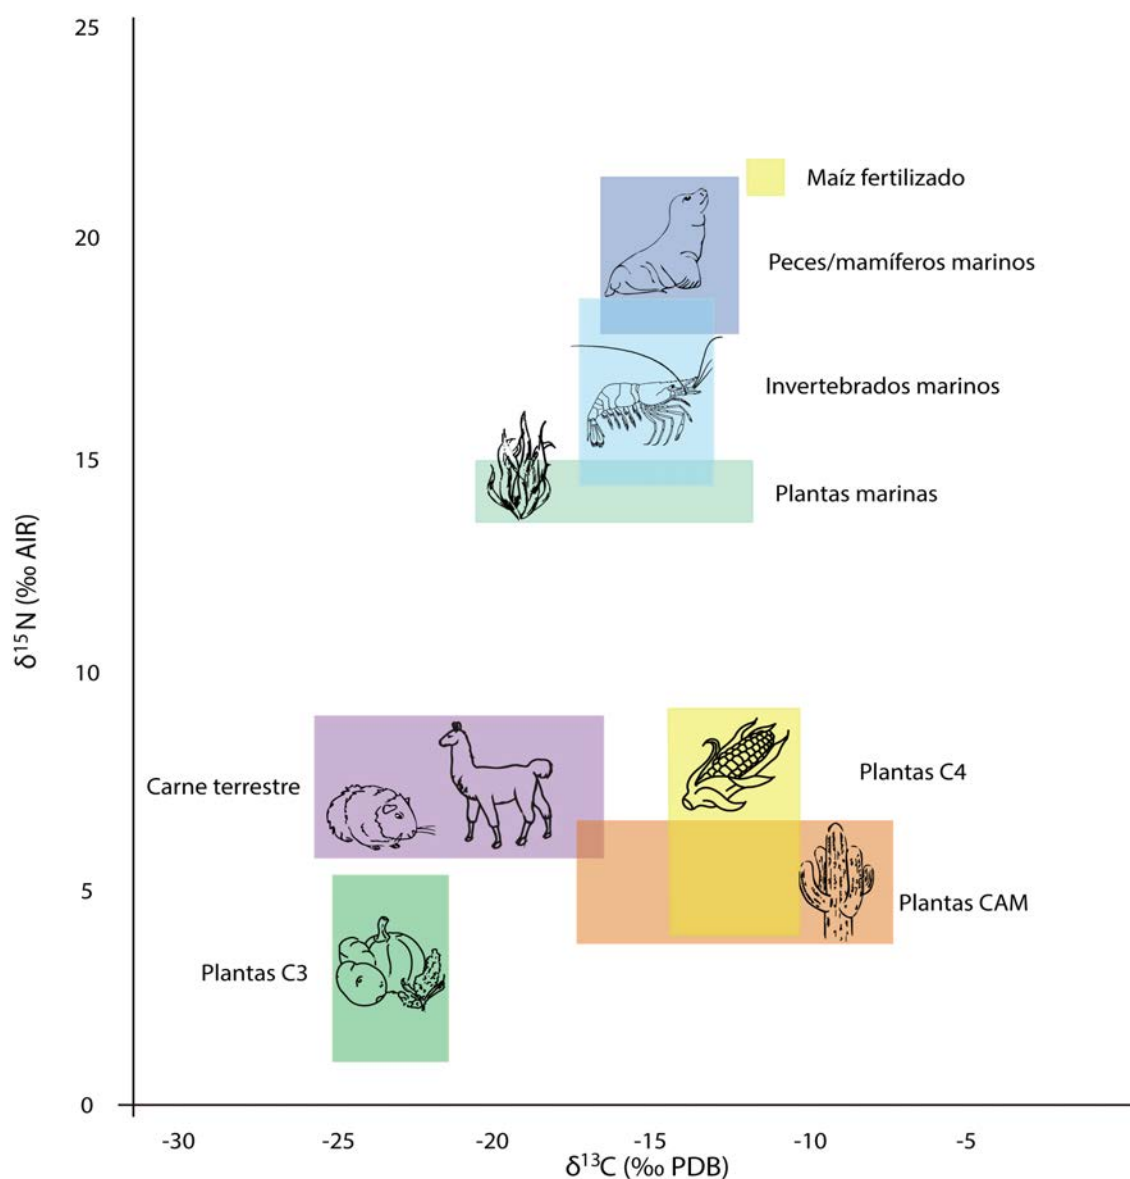 25
Maíz fertilizado
20
Peces/mamíferos marinos
Invertebrados marinos
15
Plantas marinas
δ¹⁵N (‰ AIR)
10
Plantas C4
Carne terrestre
5
Plantas CAM
Plantas C3
0
-30 -25 -20 -15 -10 -5
δ¹³C (‰ PDB)